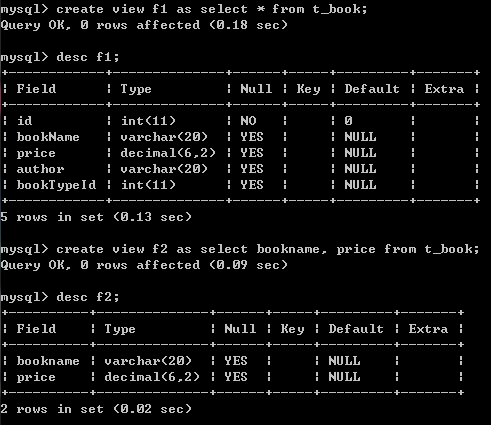 mysql> create view f1 as select * from t_book;
Query OK, 0 rows affected (0.18 sec)
mysql> desc f1;
+------------+--------------+------+-----+---------+-------+
¦ Field      ¦ Type         ¦ Null ¦ Key ¦ Default ¦ Extra ¦
+------------+--------------+------+-----+---------+-------+
¦ id         ¦ int(11)      ¦ NO   ¦     ¦ 0       ¦       ¦
¦ bookName   ¦ varchar(20)  ¦ YES  ¦     ¦ NULL    ¦       ¦
¦ price      ¦ decimal(6,2) ¦ YES  ¦     ¦ NULL    ¦       ¦
¦ author     ¦ varchar(20)  ¦ YES  ¦     ¦ NULL    ¦       ¦
¦ bookTypeId ¦ int(11)      ¦ YES  ¦     ¦ NULL    ¦       ¦
+------------+--------------+------+-----+---------+-------+
5 rows in set (0.13 sec)
mysql> create view f2 as select bookname, price from t_book;
Query OK, 0 rows affected (0.09 sec)
mysql> desc f2;
+----------+--------------+------+-----+---------+-------+
¦ Field    ¦ Type         ¦ Null ¦ Key ¦ Default ¦ Extra ¦
+----------+--------------+------+-----+---------+-------+
¦ bookname ¦ varchar(20)  ¦ YES  ¦     ¦ NULL    ¦       ¦
¦ price    ¦ decimal(6,2) ¦ YES  ¦     ¦ NULL    ¦       ¦
+----------+--------------+------+-----+---------+-------+
2 rows in set (0.02 sec)